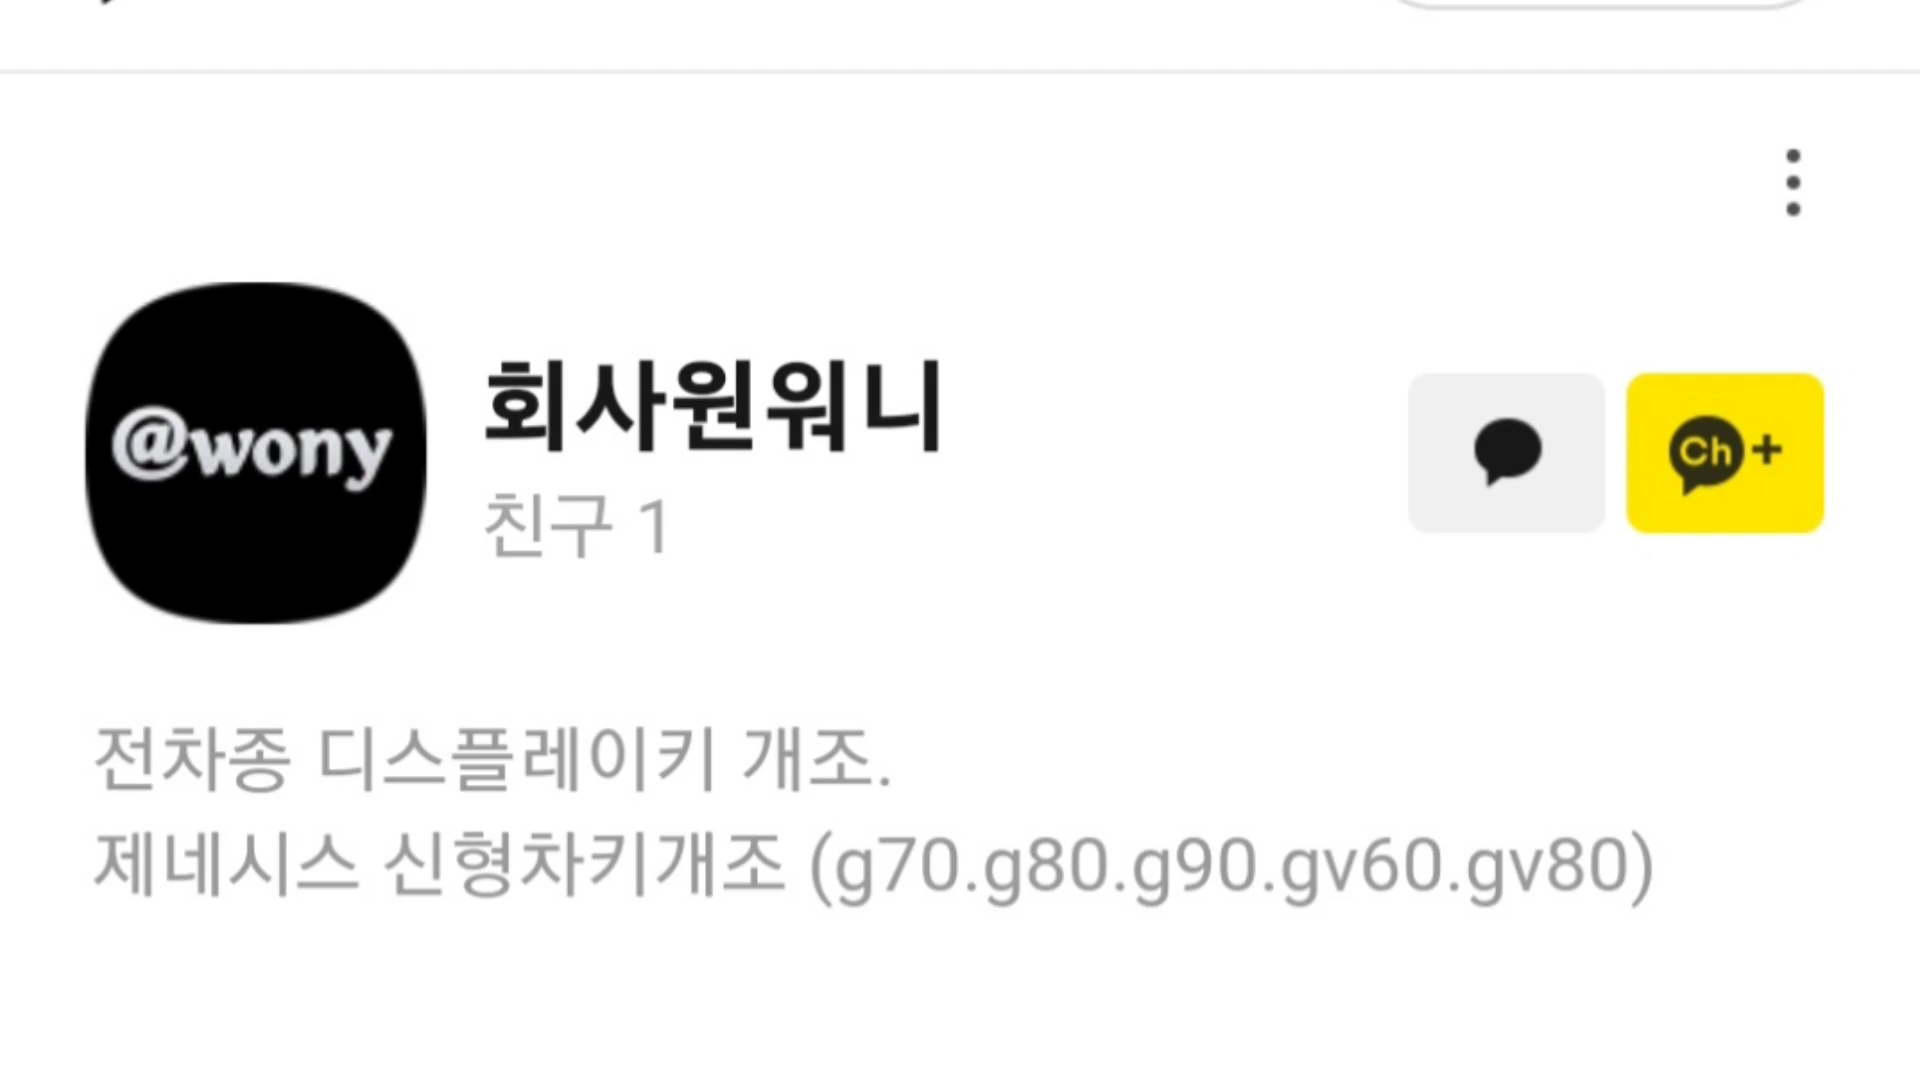 @wony
회사원워니
친구 1
Ch+
전차종 디스플레이키 개조.
제네시스 신형차키개조 (g70.g80.g90.gv60.gv80)